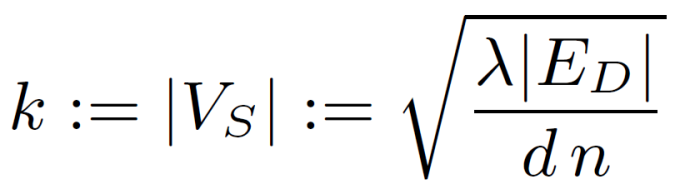 k := |V_S| := \sqrt{\frac{\lambda |E_D|}{d\,n}}